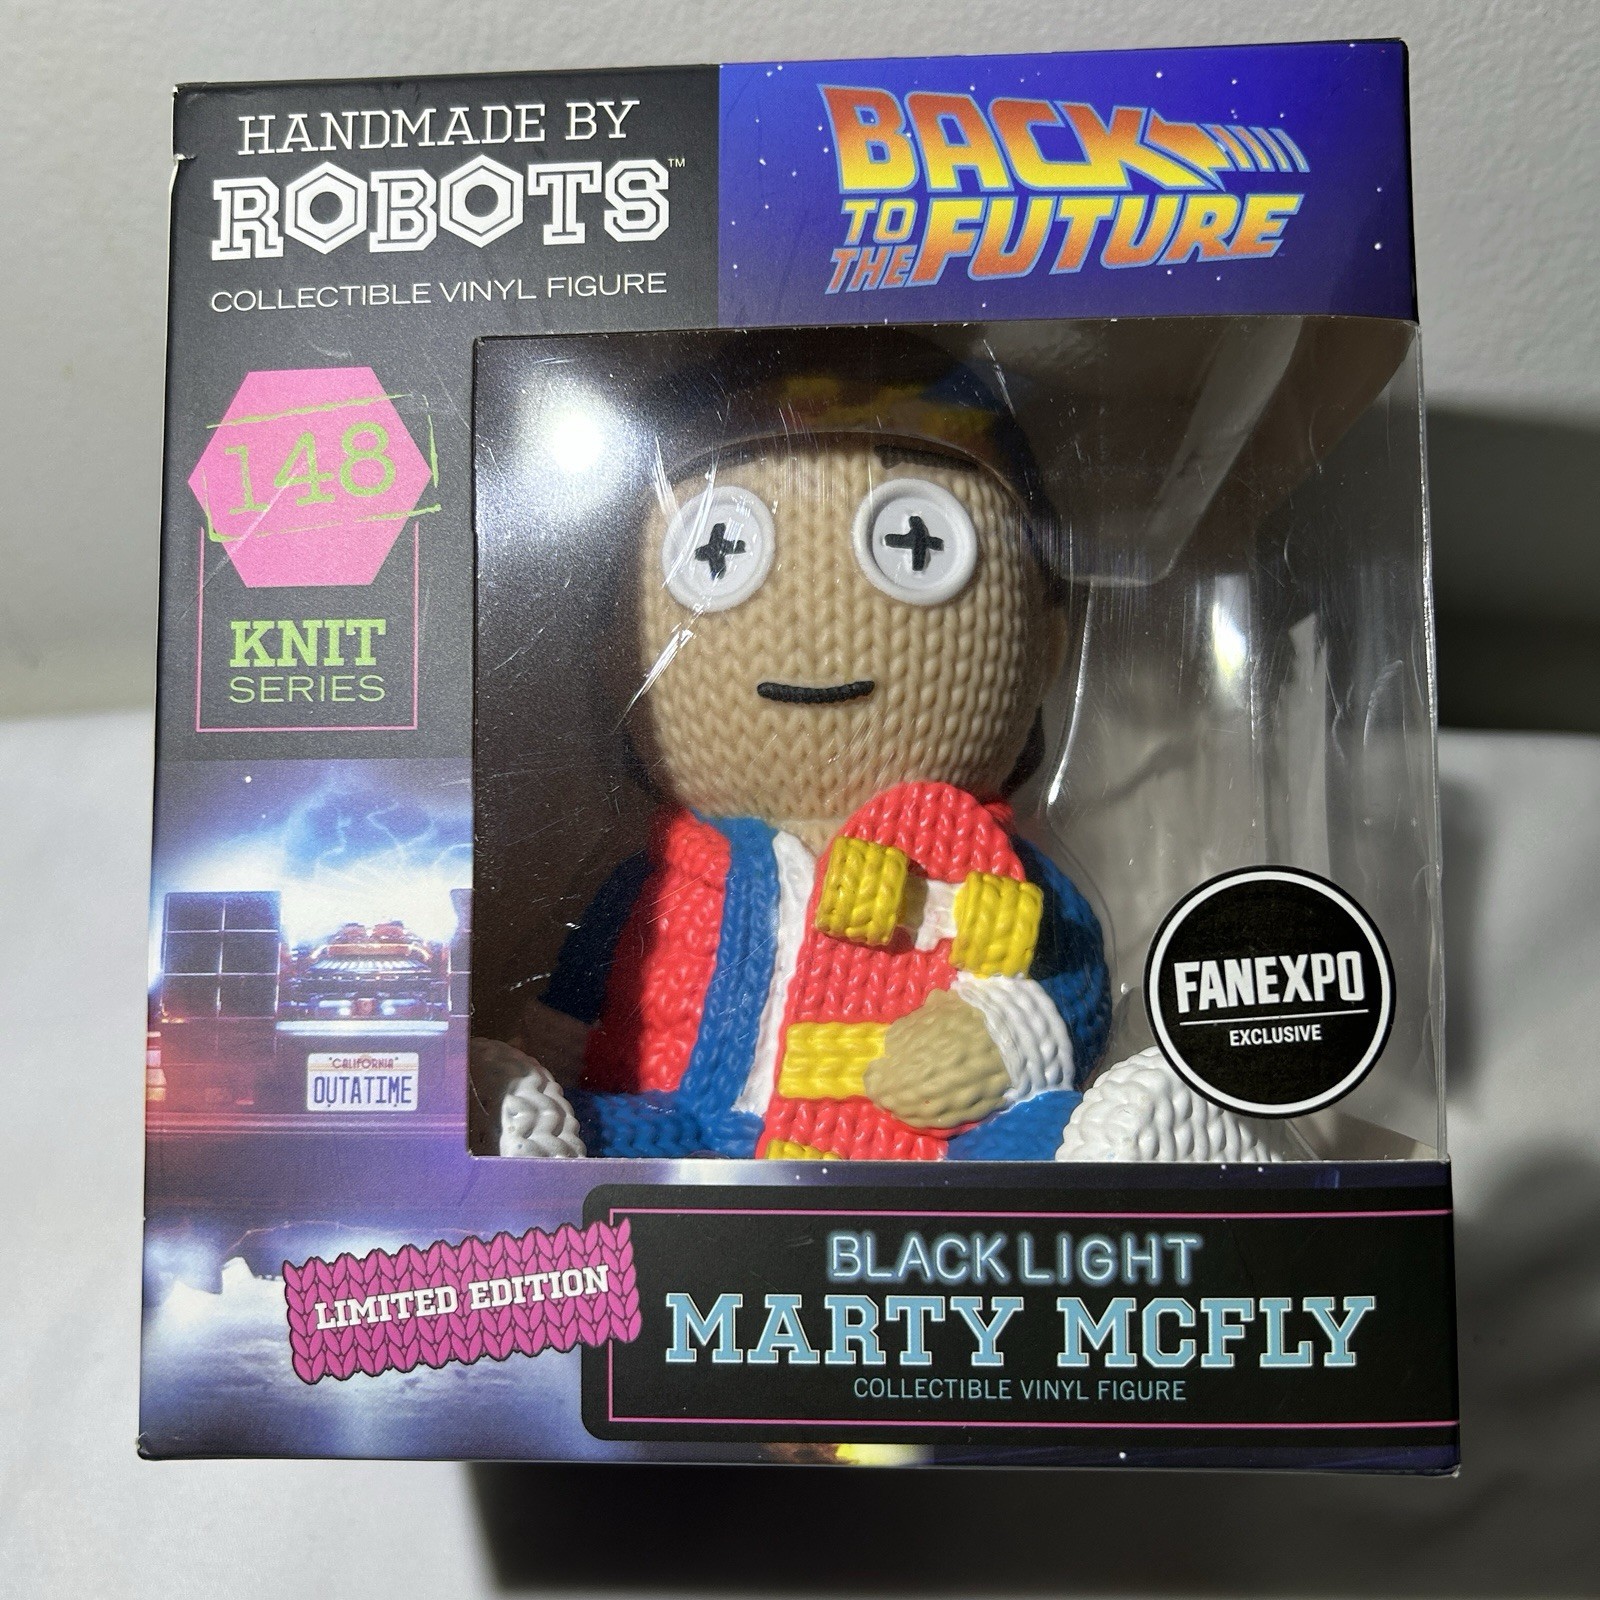 HANDMADE BY
ROBOTS™
COLLECTIBLE VINYL FIGURE
BACK
TO
THE FUTURE
148
KNIT
SERIES
CALIFORNIA
OUTATIME
FANEXPO
EXCLUSIVE
LIMITED EDITION
BLACK LIGHT
MARTY MCFLY
COLLECTIBLE VINYL FIGURE